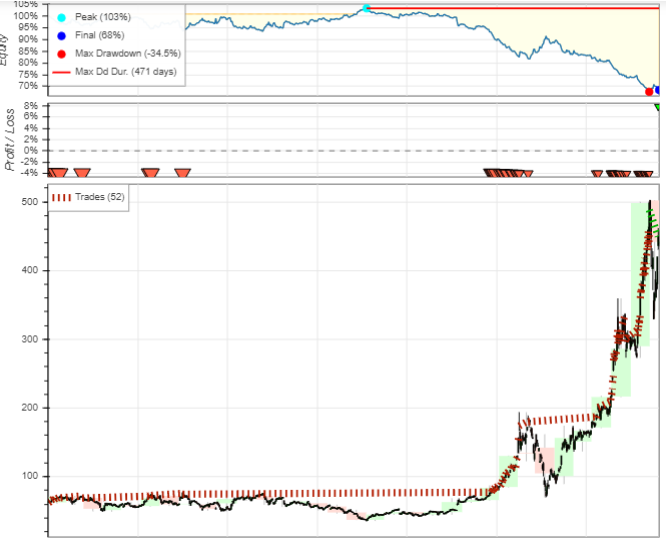 105%
100%
95%
90%
85%
80%
75%
70%
Equity
Peak (103%)
Final (68%)
Max Drawdown (-34.5%)
Max Dd Dur. (471 days)
8%
6%
4%
2%
0%
-2%
-4%
Profit / Loss
Trades (52)
500
400
300
200
100